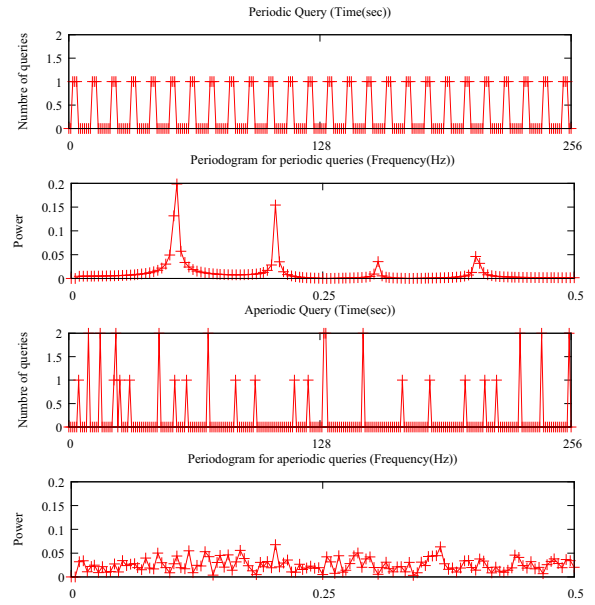 Periodic Query (Time(sec))
2
1.5
1
0.5
0
Numbre of queries
0 128 256
Periodogram for periodic queries (Frequency(Hz))
0.2
0.15
0.1
0.05
0
Power
0 0.25 0.5
Aperiodic Query (Time(sec))
2
1.5
1
0.5
0
Numbre of queries
0 128 256
Periodogram for aperiodic queries (Frequency(Hz))
0.2
0.15
0.1
0.05
0
Power
0 0.25 0.5